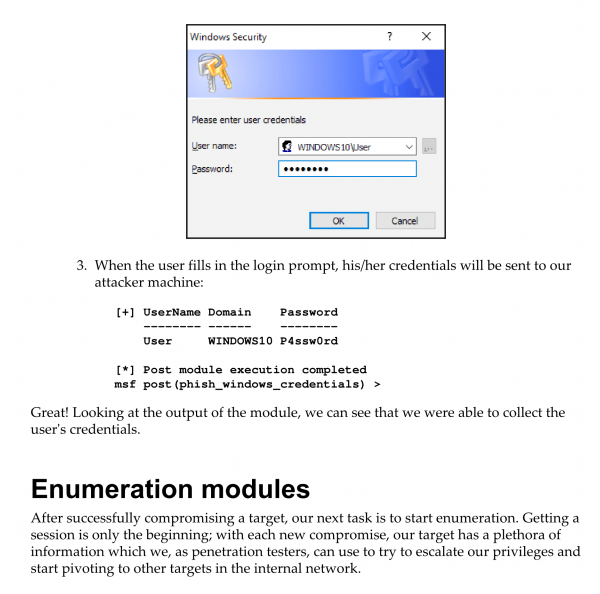 Windows Security ? X
Please enter user credentials
User name: WINDOWS10\User ...
Password: ••••••••
OK Cancel
3. When the user fills in the login prompt, his/her credentials will be sent to our
attacker machine:
[+] UserName Domain Password
-------- ------ --------
User WINDOWS10 P4ssw0rd
[*] Post module execution completed
msf post(phish_windows_credentials) >
Great! Looking at the output of the module, we can see that we were able to collect the
user's credentials.
Enumeration modules
After successfully compromising a target, our next task is to start enumeration. Getting a
session is only the beginning; with each new compromise, our target has a plethora of
information which we, as penetration testers, can use to try to escalate our privileges and
start pivoting to other targets in the internal network.